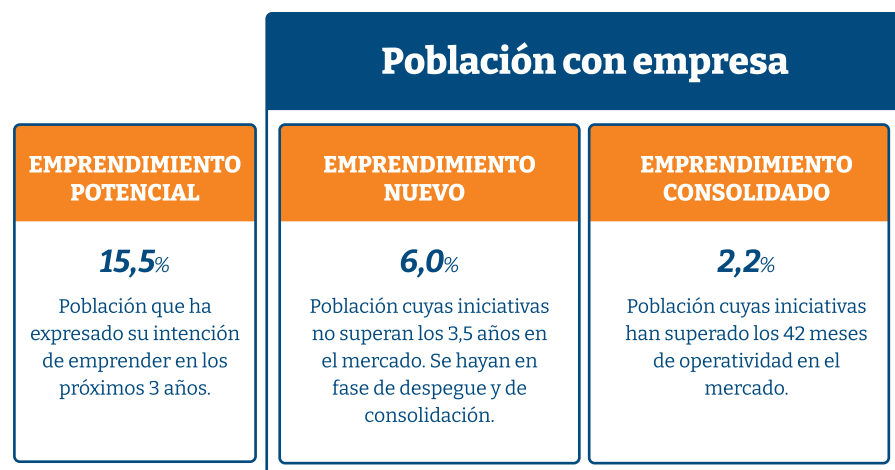 Población con empresa
EMPRENDIMIENTO
POTENCIAL
15,5%
Población que ha
expresado su intención
de emprender en los
próximos 3 años.
EMPRENDIMIENTO
NUEVO
6,0%
Población cuyas iniciativas
no superan los 3,5 años en
el mercado. Se hayan en
fase de despegue y de
consolidación.
EMPRENDIMIENTO
CONSOLIDADO
2,2%
Población cuyas iniciativas
han superado los 42 meses
de operatividad en el
mercado.